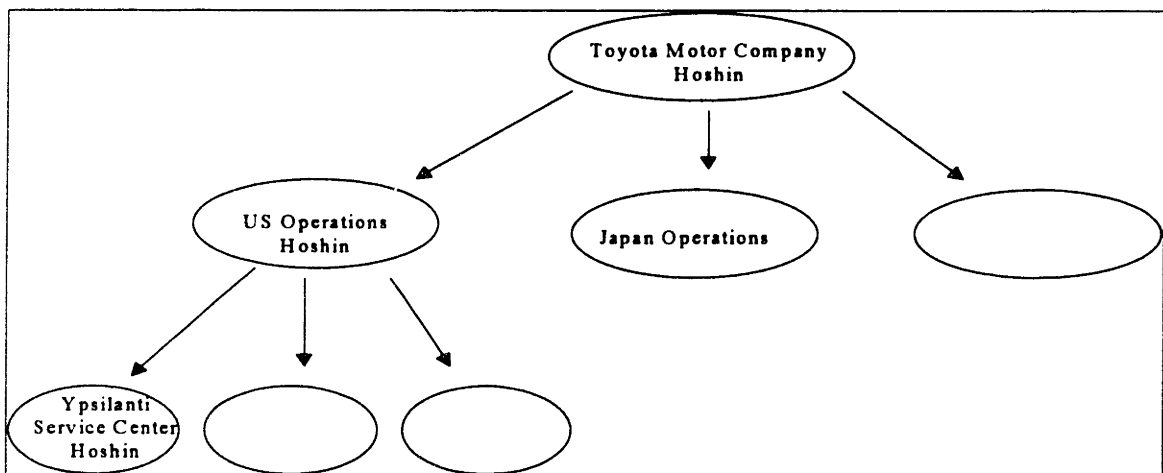 Toyota Motor Company
Hoshin
US Operations
Hoshin
Japan Operations
Ypsilanti
Service Center
Hoshin